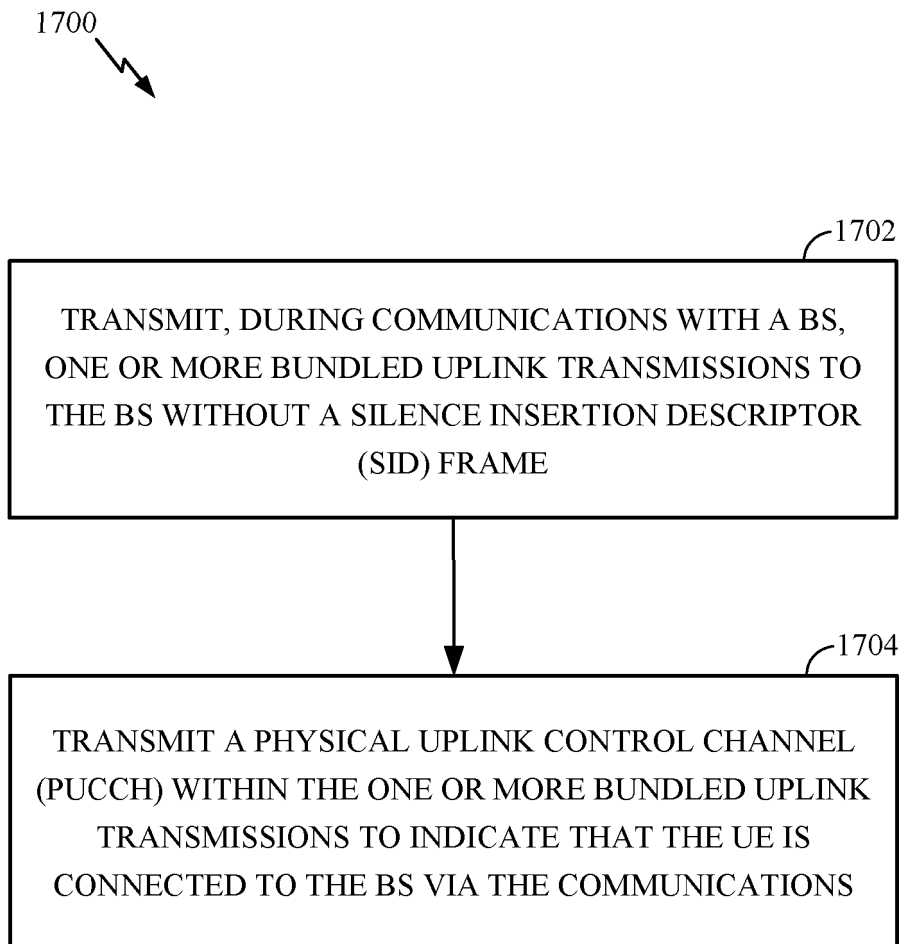 1700
1702
TRANSMIT, DURING COMMUNICATIONS WITH A BS,
ONE OR MORE BUNDLED UPLINK TRANSMISSIONS TO
THE BS WITHOUT A SILENCE INSERTION DESCRIPTOR
(SID) FRAME
1704
TRANSMIT A PHYSICAL UPLINK CONTROL CHANNEL
(PUCCH) WITHIN THE ONE OR MORE BUNDLED UPLINK
TRANSMISSIONS TO INDICATE THAT THE UE IS
CONNECTED TO THE BS VIA THE COMMUNICATIONS